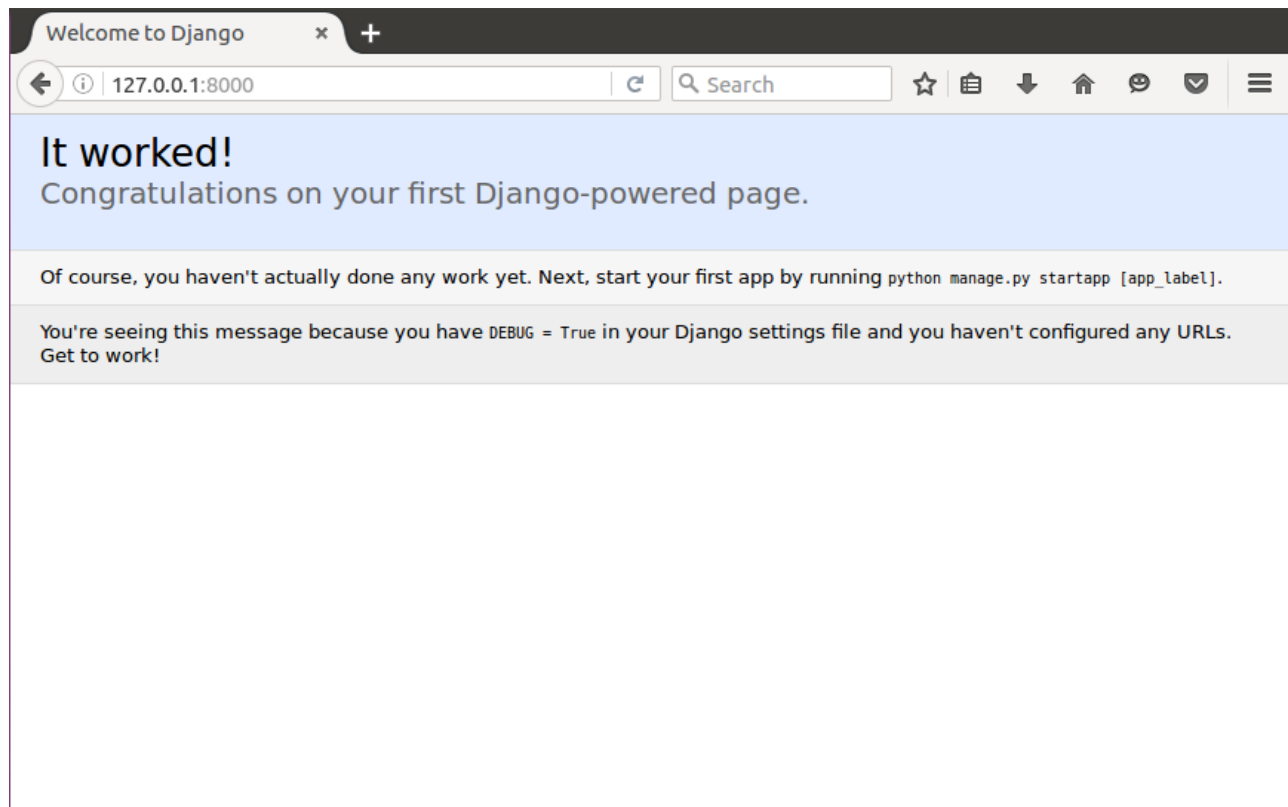 Welcome to Django
127.0.0.1:8000
Search
It worked!
Congratulations on your first Django-powered page.
Of course, you haven't actually done any work yet. Next, start your first app by running python manage.py startapp [app_label].
You're seeing this message because you have DEBUG = True in your Django settings file and you haven't configured any URLs.
Get to work!